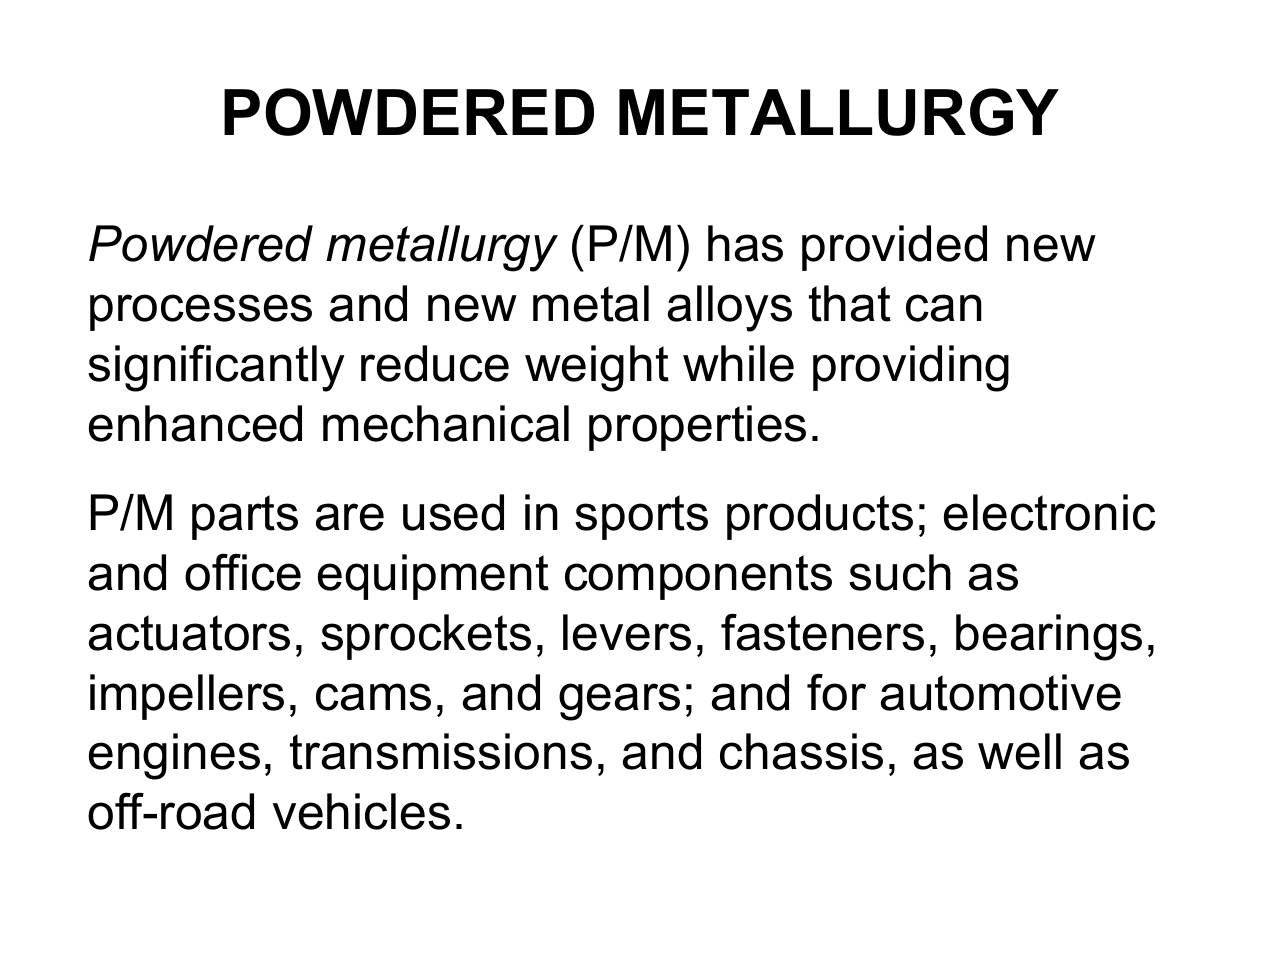 POWDERED METALLURGY
Powdered metallurgy (P/M) has provided new
processes and new metal alloys that can
significantly reduce weight while providing
enhanced mechanical properties.
P/M parts are used in sports products; electronic
and office equipment components such as
actuators, sprockets, levers, fasteners, bearings,
impellers, cams, and gears; and for automotive
engines, transmissions, and chassis, as well as
off-road vehicles.